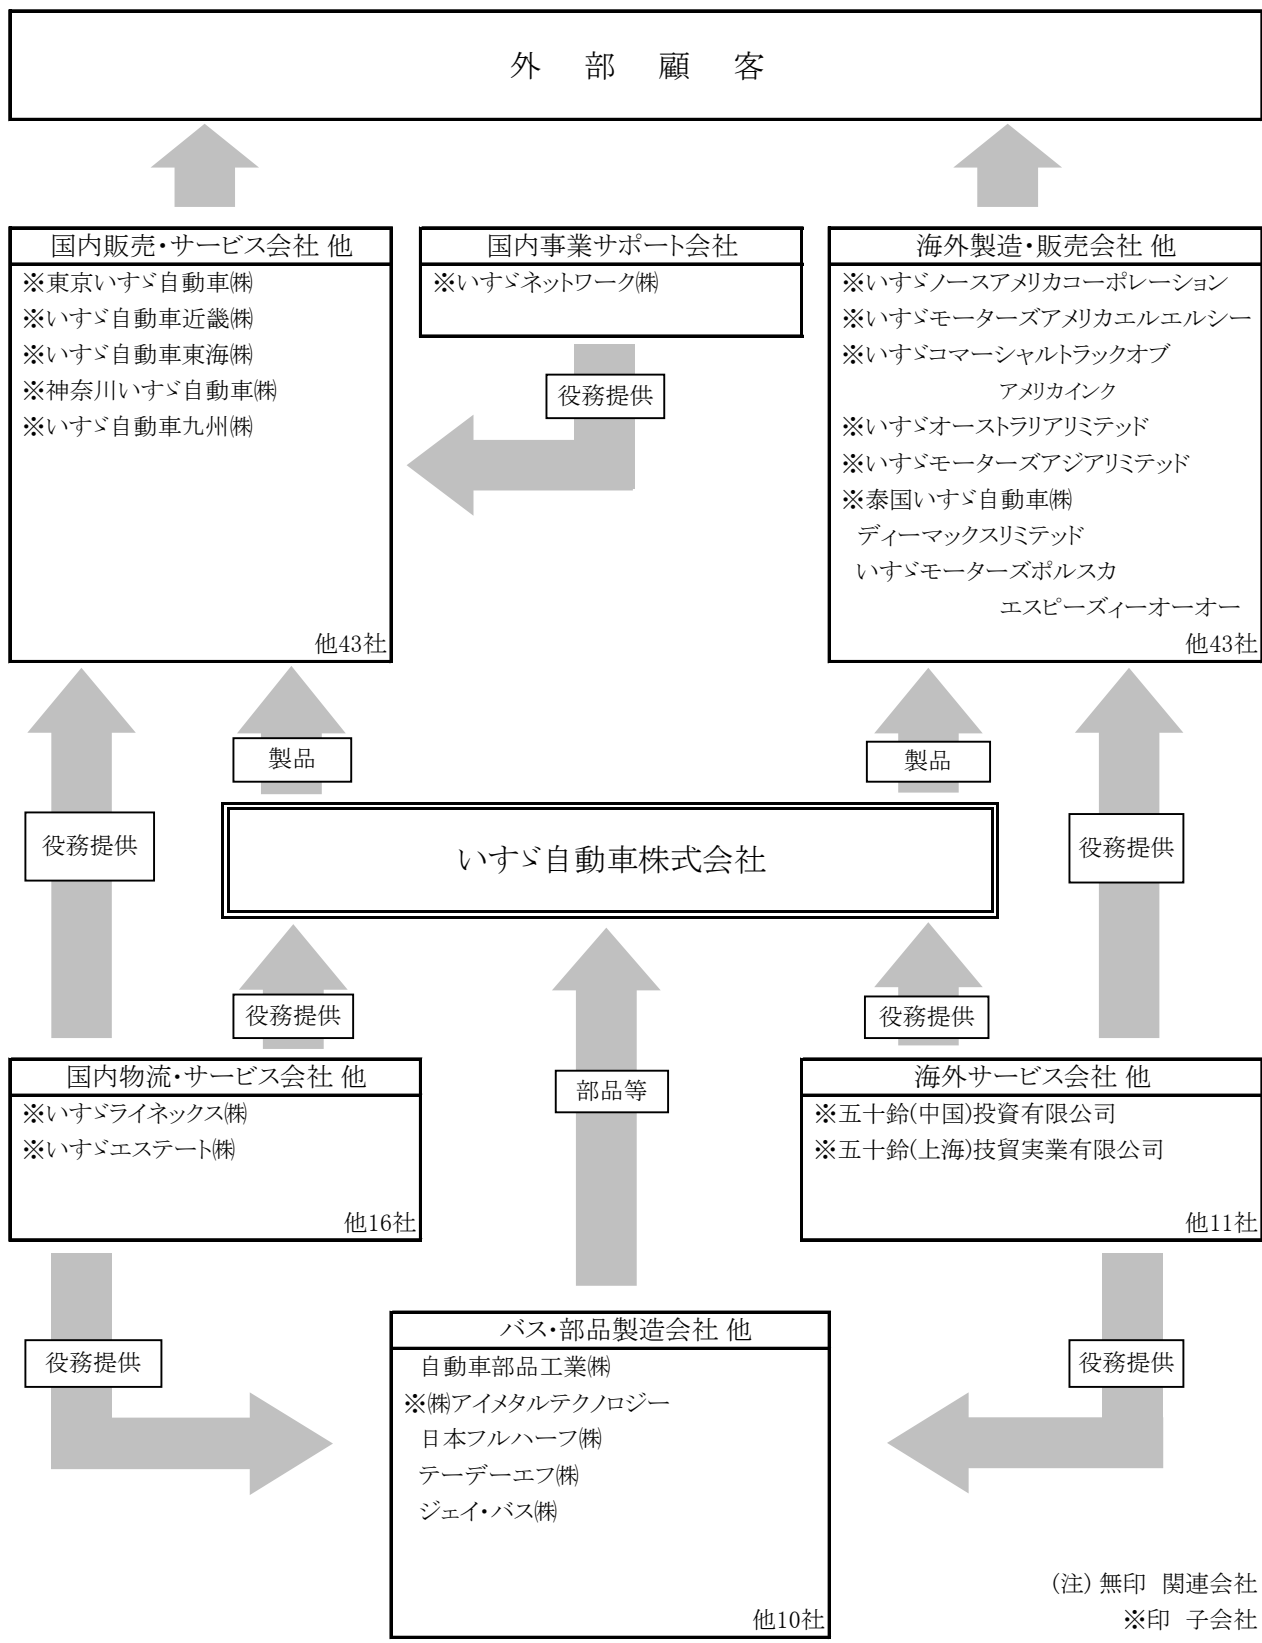 外 部 顧 客
国内販売・サービス会社 他
※東京いすゞ自動車㈱
※いすゞ自動車近畿㈱
※いすゞ自動車東海㈱
※神奈川いすゞ自動車㈱
※いすゞ自動車九州㈱
他43社
国内事業サポート会社
※いすゞネットワーク㈱
役務提供
海外製造・販売会社 他
※いすゞノースアメリカコーポレーション
※いすゞモーターズアメリカエルエルシー
※いすゞコマーシャルトラックオブ
アメリカインク
※いすゞオーストラリアリミテッド
※いすゞモーターズアジアリミテッド
※泰国いすゞ自動車㈱
ディーマックスリミテッド
いすゞモーターズポルスカ
エスピーズィーオーオー
他43社
製品
製品
役務提供
いすゞ自動車株式会社
役務提供
役務提供
部品等
役務提供
国内物流・サービス会社 他
※いすゞライネックス㈱
※いすゞエステート㈱
他16社
海外サービス会社 他
※五十鈴(中国)投資有限公司
※五十鈴(上海)技貿実業有限公司
他11社
役務提供
役務提供
バス・部品製造会社 他
自動車部品工業㈱
※㈱アイメタルテクノロジー
日本フルハーフ㈱
テーデーエフ㈱
ジェイ・バス㈱
他10社
(注) 無印 関連会社
※印 子会社